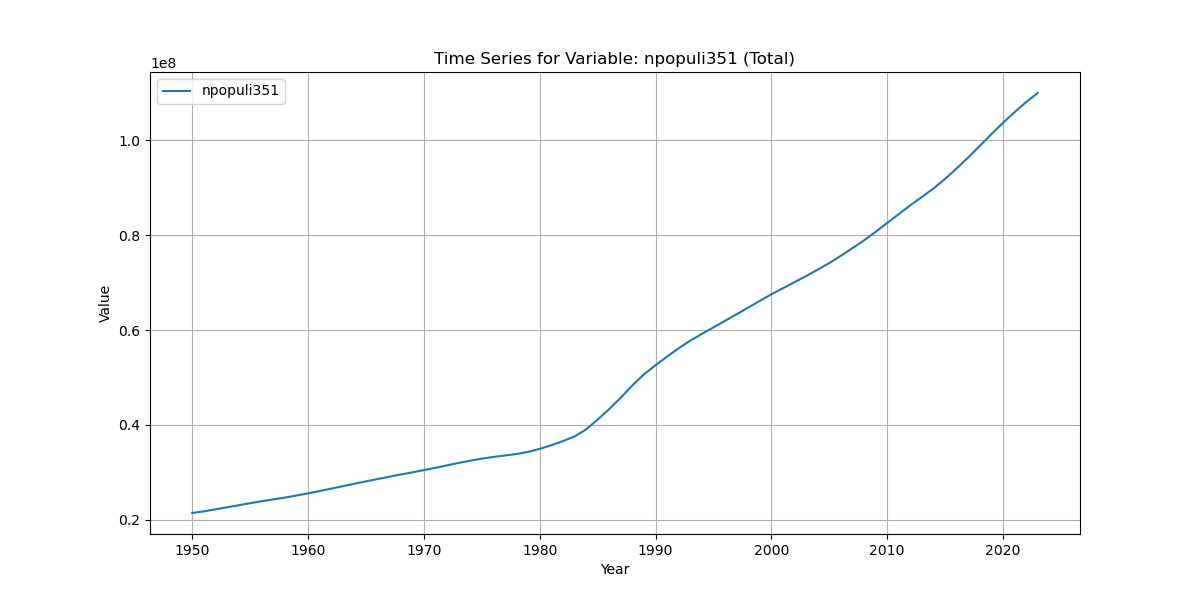 Time Series for Variable: npopuli351 (Total)
1e8
npopuli351
1.0
0.8
0.6
0.4
0.2
Value
1950 1960 1970 1980 1990 2000 2010 2020
Year